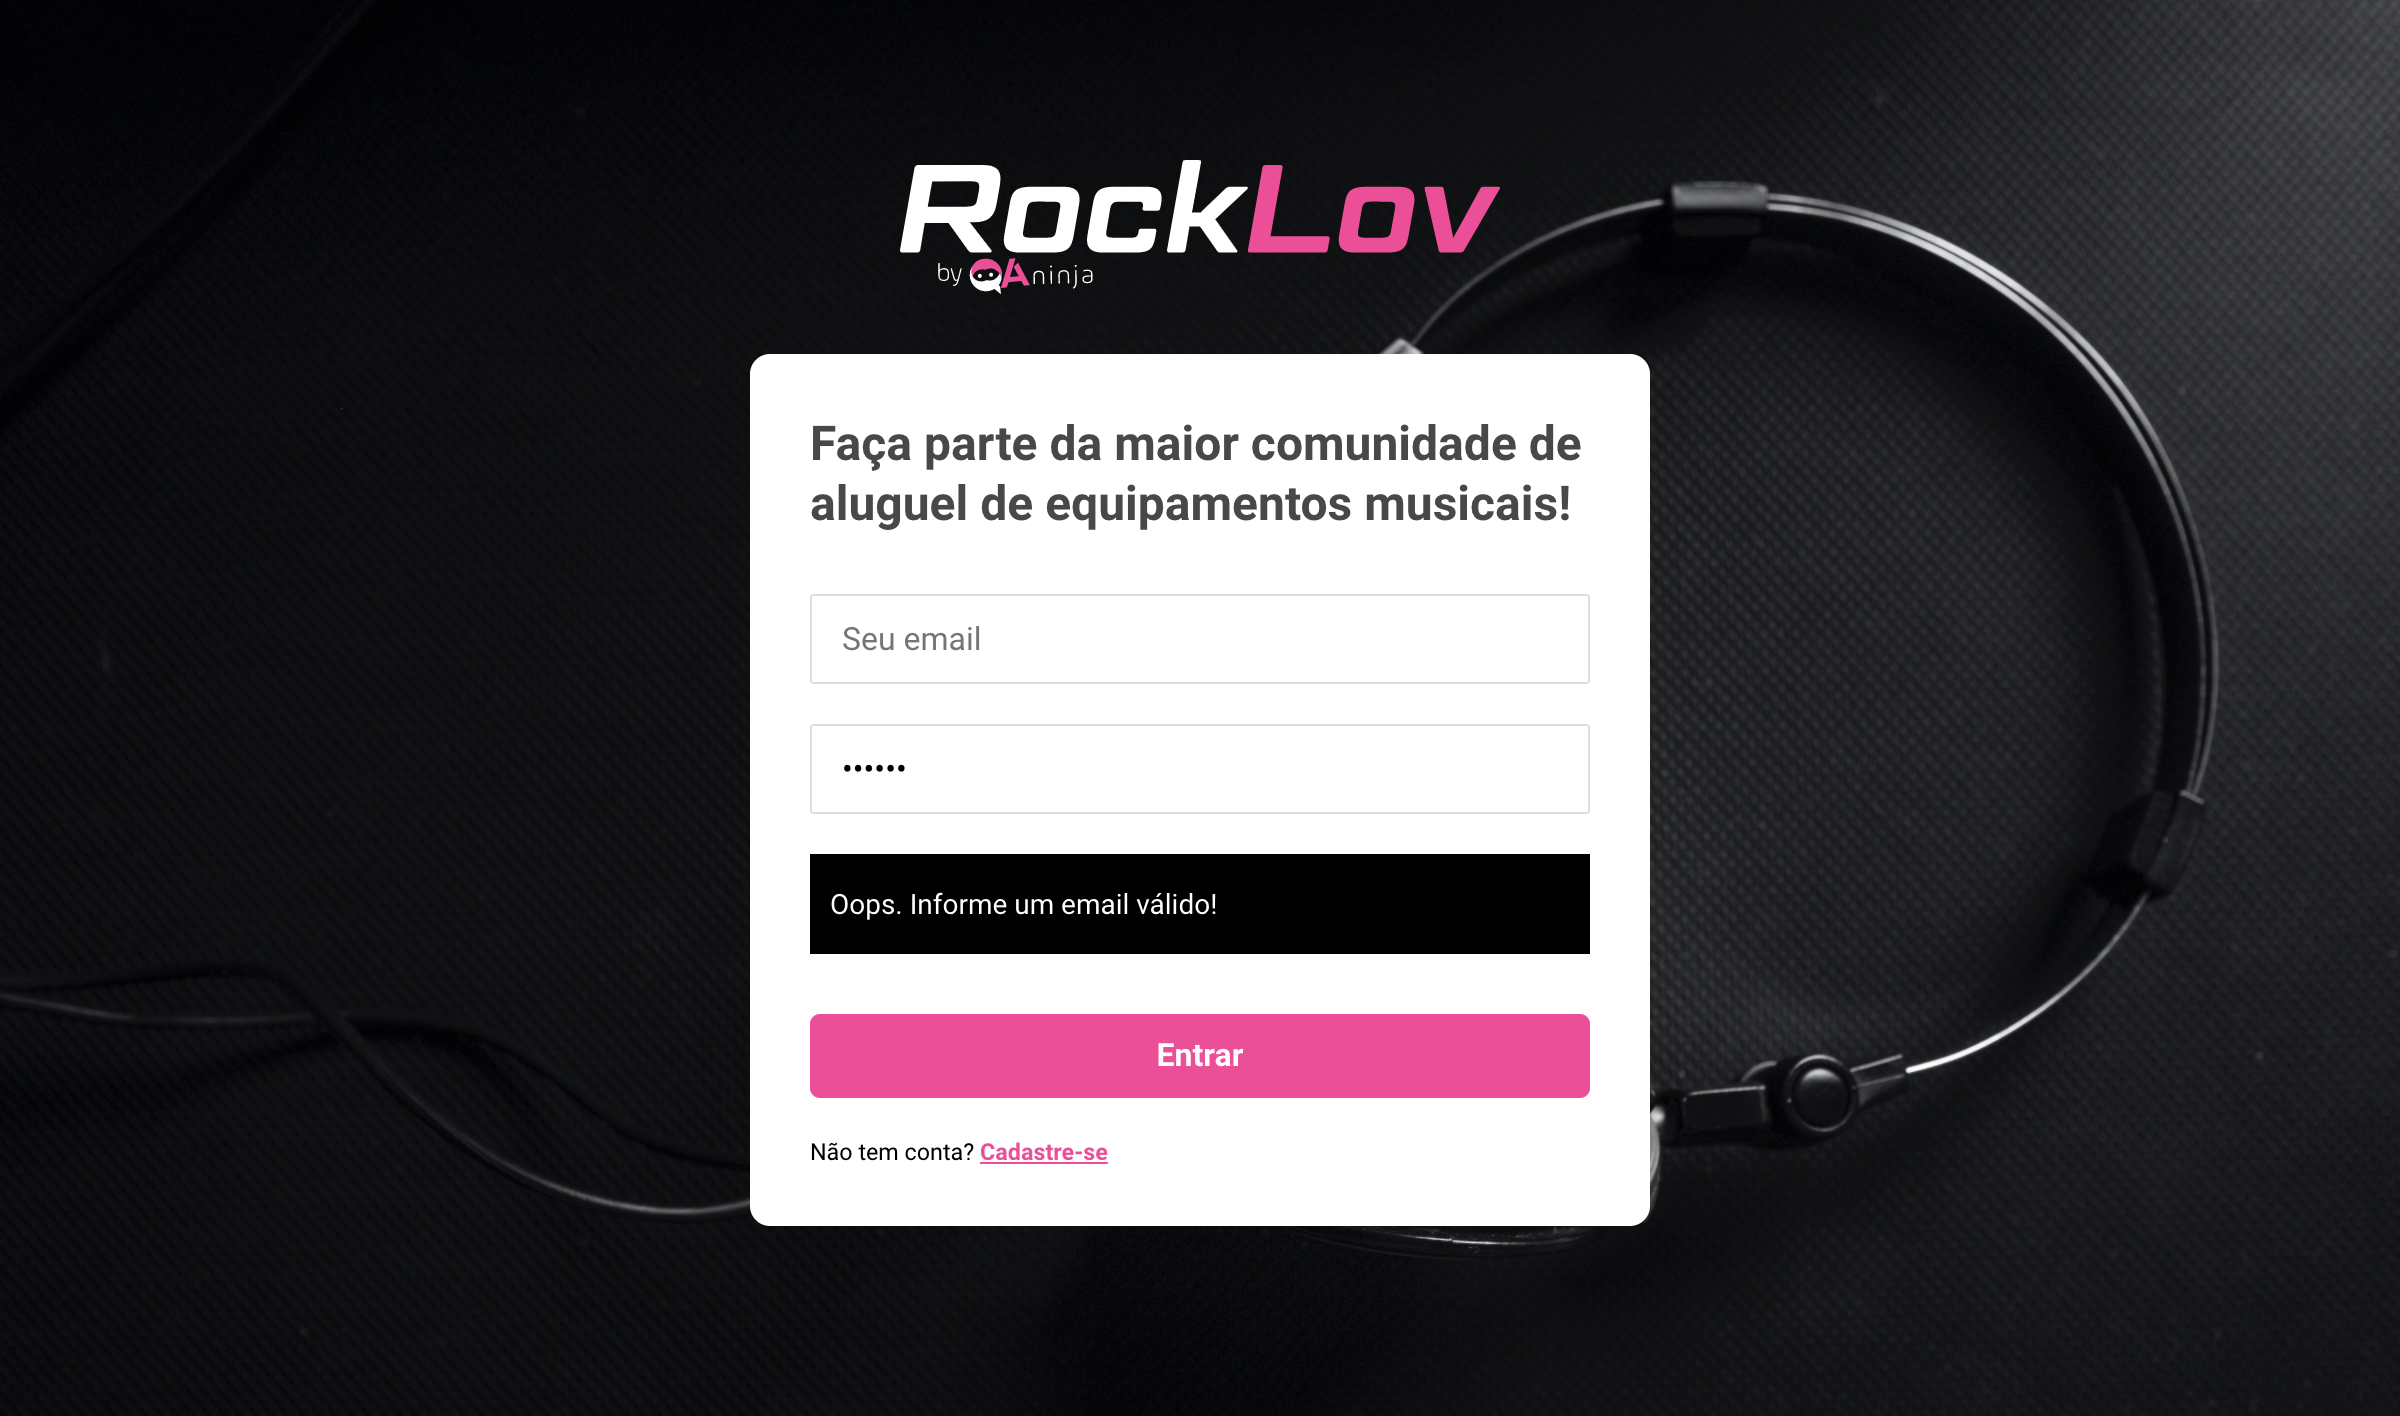 RockLov
by QAninja
Faça parte da maior comunidade de
aluguel de equipamentos musicais!
Seu email
••••••
Oops. Informe um email válido!
Entrar
Não tem conta? Cadastre-se